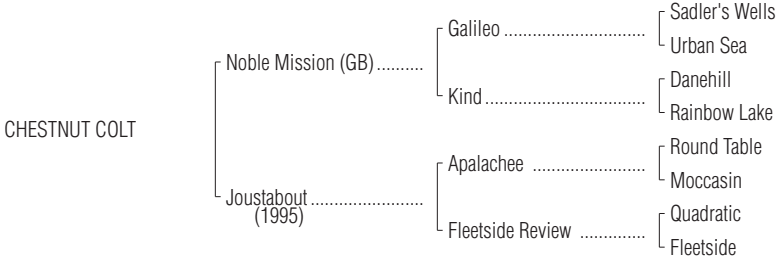 Sadler's Wells
Galileo ..............................
Urban Sea
Noble Mission (GB)..........
Danehill
Kind..................................
Rainbow Lake
CHESTNUT COLT
Round Table
Apalachee ........................
Moccasin
Joustabout.......................
(1995)
Quadratic
Fleetside Review ..............
Fleetside